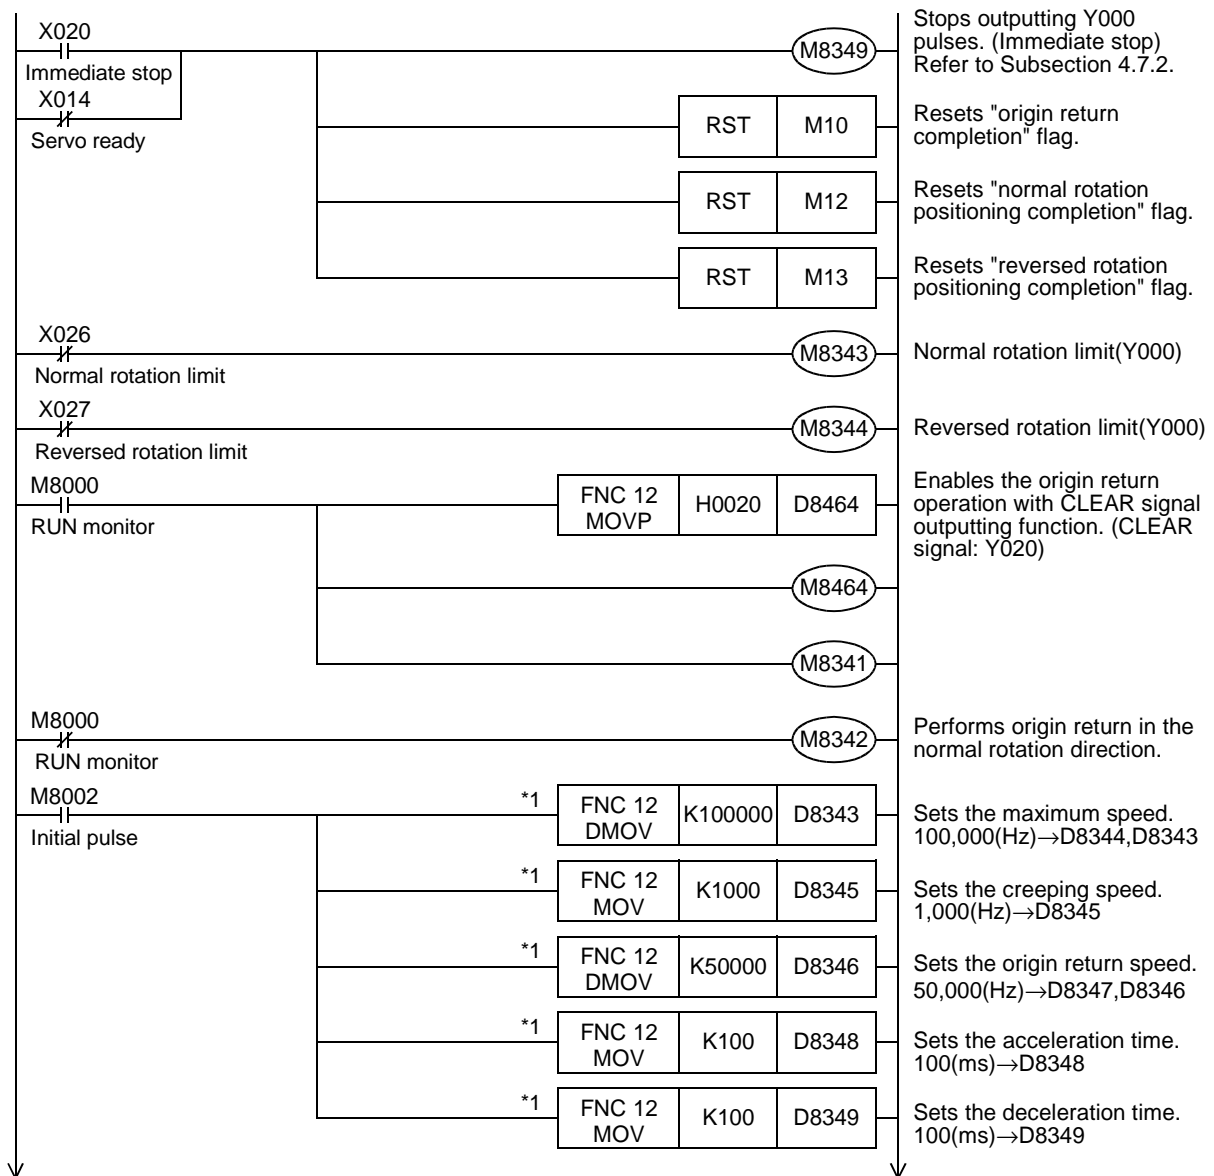 X020
Immediate stop
X014
Servo ready
M8349
Stops outputting Y000
pulses. (Immediate stop)
Refer to Subsection 4.7.2.
RST M10
Resets "origin return
completion" flag.
RST M12
Resets "normal rotation
positioning completion" flag.
RST M13
Resets "reversed rotation
positioning completion" flag.
X026
Normal rotation limit
M8343
Normal rotation limit(Y000)
X027
Reversed rotation limit
M8344
Reversed rotation limit(Y000)
M8000
RUN monitor
FNC 12
MOVP
H0020
D8464
Enables the origin return
operation with CLEAR signal
outputting function. (CLEAR
signal: Y020)
M8464
M8341
M8000
RUN monitor
M8342
Performs origin return in the
normal rotation direction.
M8002
Initial pulse
*1
FNC 12
DMOV
K100000
D8343
Sets the maximum speed.
100,000(Hz)→D8344,D8343
*1
FNC 12
MOV
K1000
D8345
Sets the creeping speed.
1,000(Hz)→D8345
*1
FNC 12
DMOV
K50000
D8346
Sets the origin return speed.
50,000(Hz)→D8347,D8346
*1
FNC 12
MOV
K100
D8348
Sets the acceleration time.
100(ms)→D8348
*1
FNC 12
MOV
K100
D8349
Sets the deceleration time.
100(ms)→D8349